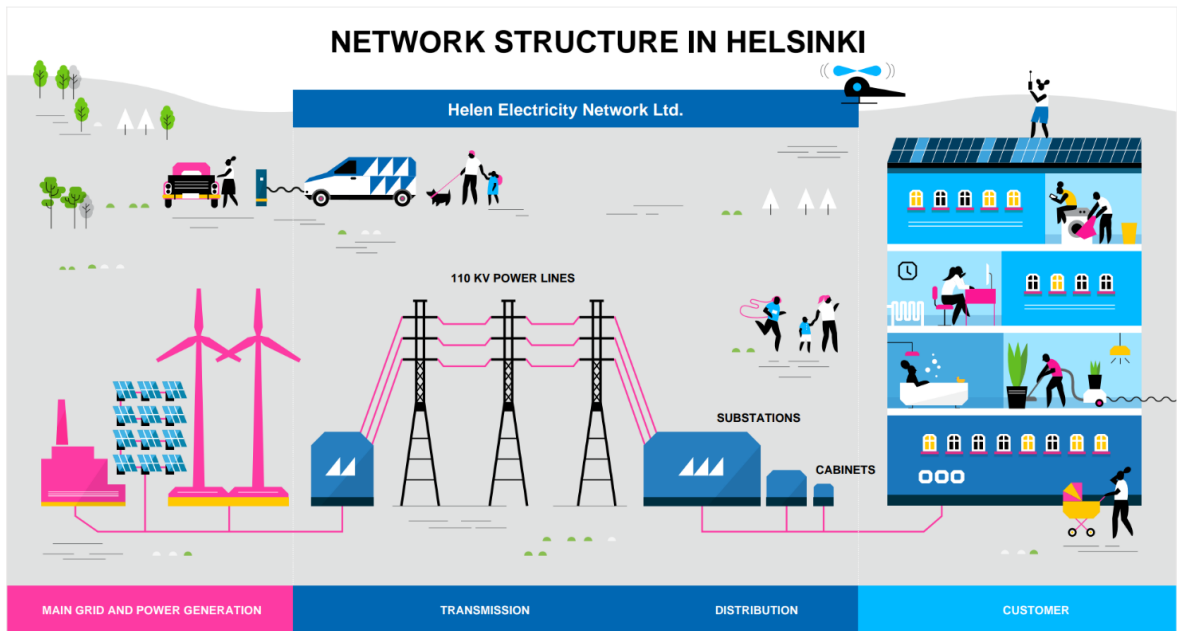 NETWORK STRUCTURE IN HELSINKI
Helen Electricity Network Ltd.
110 KV POWER LINES
SUBSTATIONS
CABINETS
MAIN GRID AND POWER GENERATION
TRANSMISSION
DISTRIBUTION
CUSTOMER